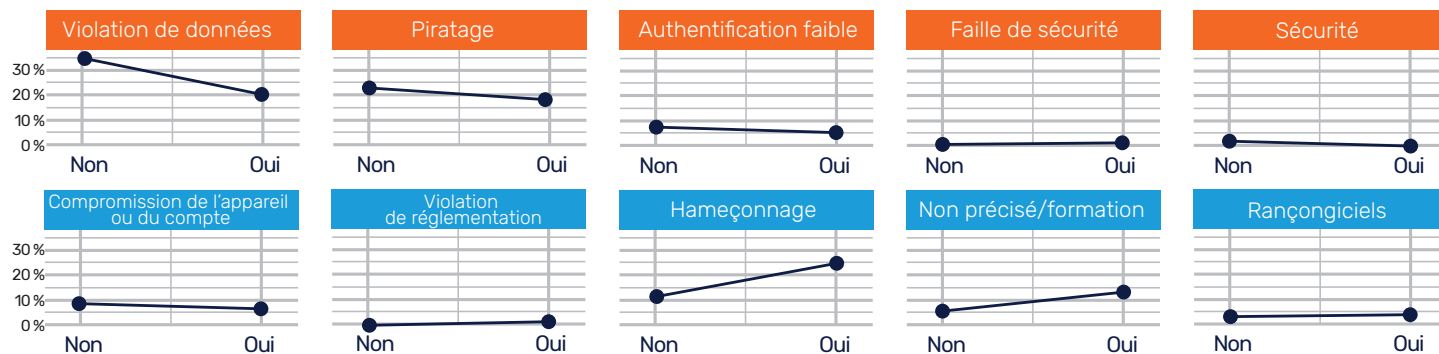 Violation de données
Piratage
Authentification faible
Faille de sécurité
Sécurité
30 %
20 %
10 %
0 %
Non Oui
Non Oui
Non Oui
Non Oui
Non Oui
Compromission de l'appareil
ou du compte
Violation
de réglementation
Hameçonnage
Non précisé/formation
Rançongiciels
30 %
20 %
10 %
0 %
Non Oui
Non Oui
Non Oui
Non Oui
Non Oui